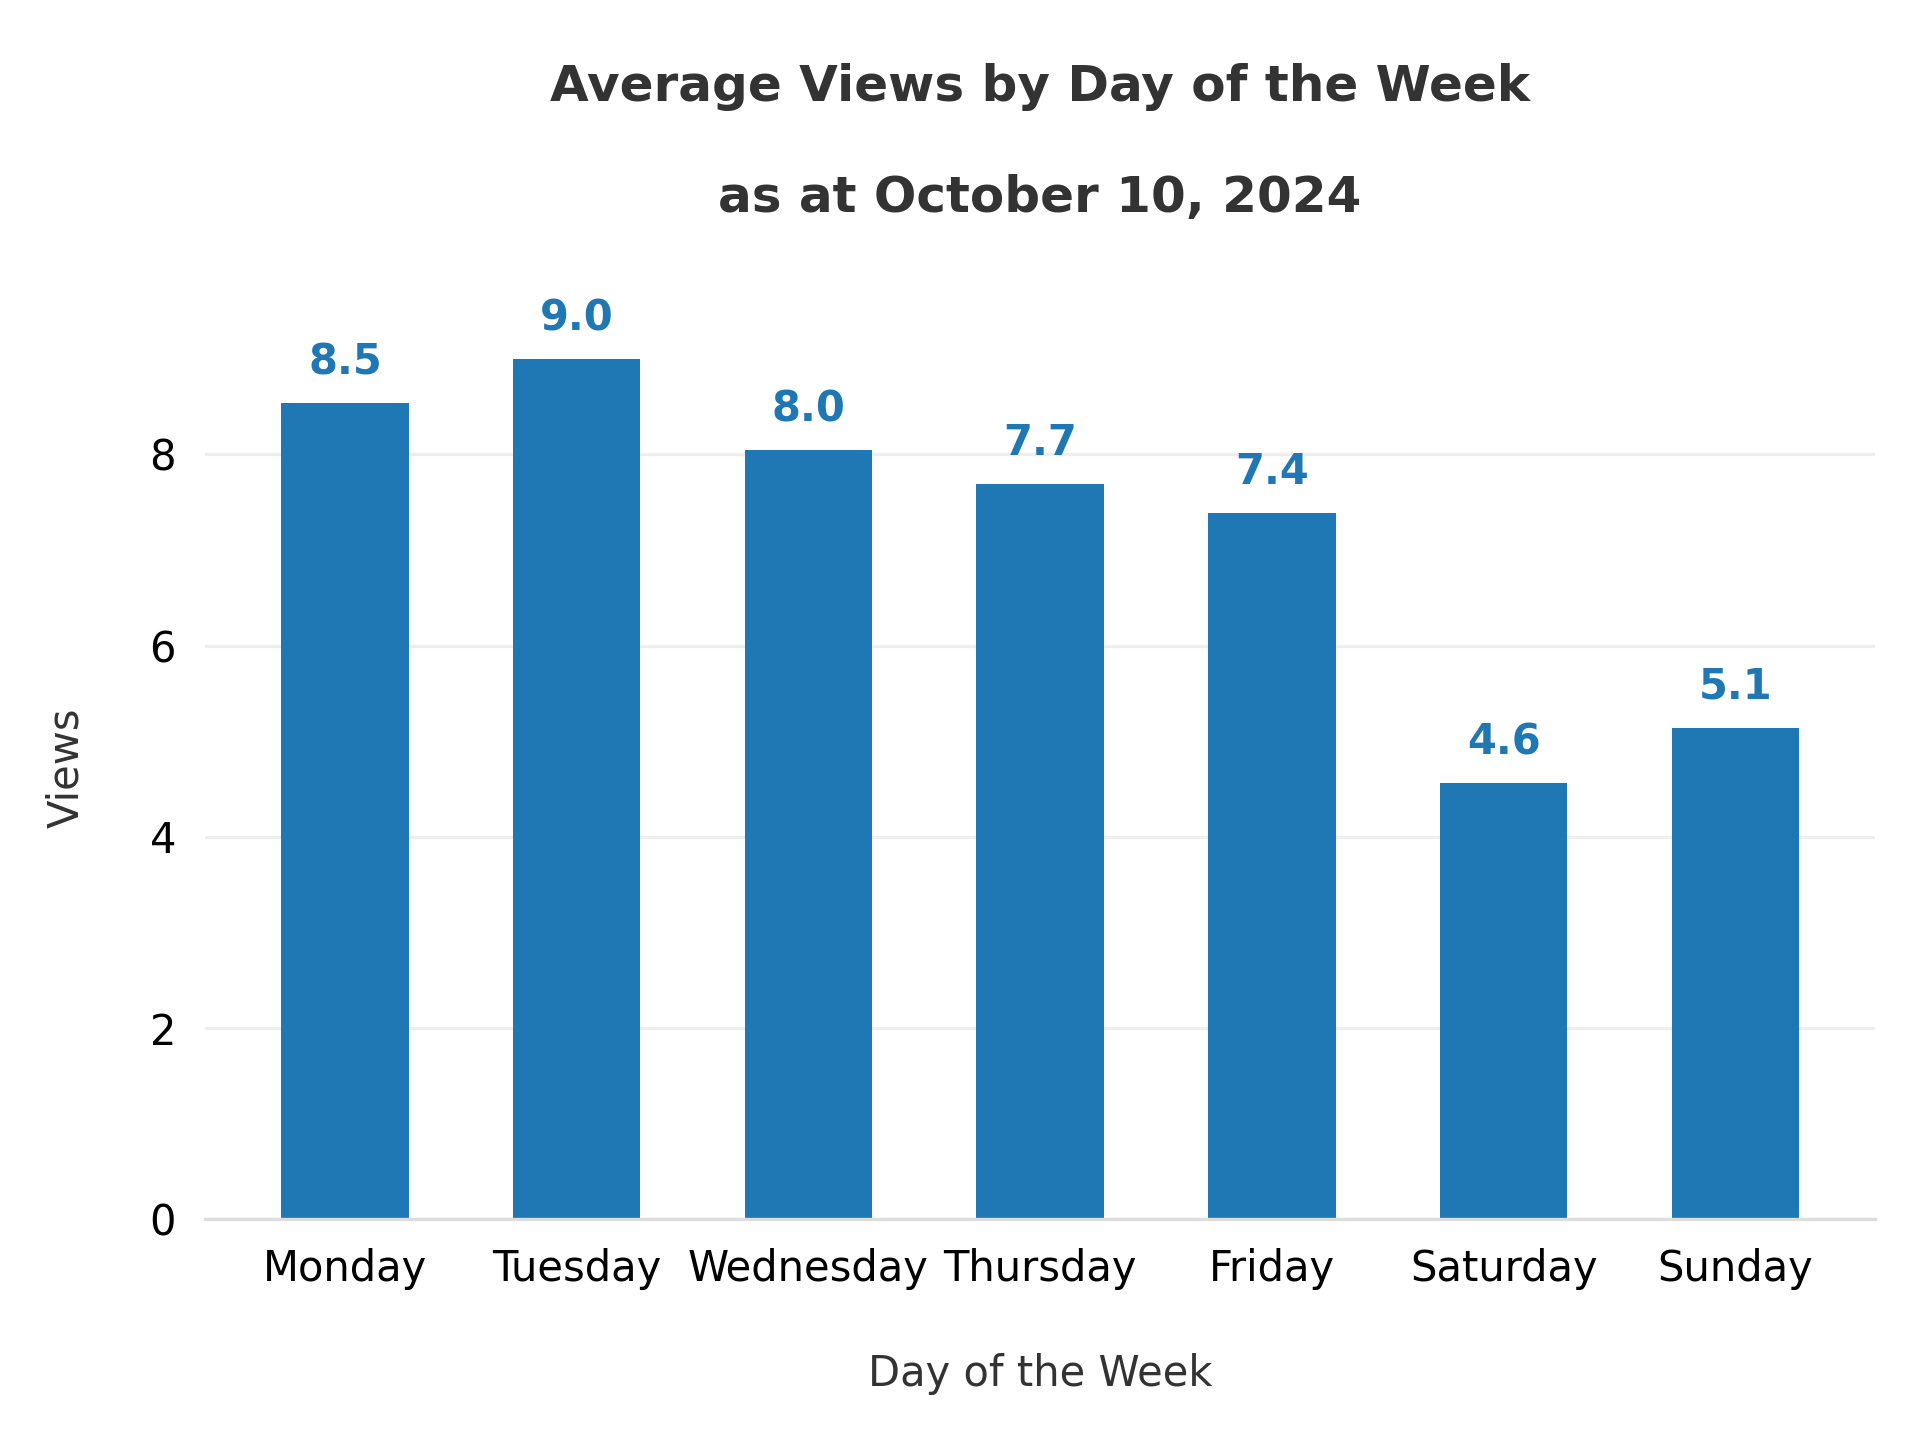 Average Views by Day of the Week
as at October 10, 2024
9.0
8.5
8.0
7.7
7.4
5.1
4.6
8
6
4
2
0
Views
Monday Tuesday Wednesday Thursday Friday Saturday Sunday
Day of the Week